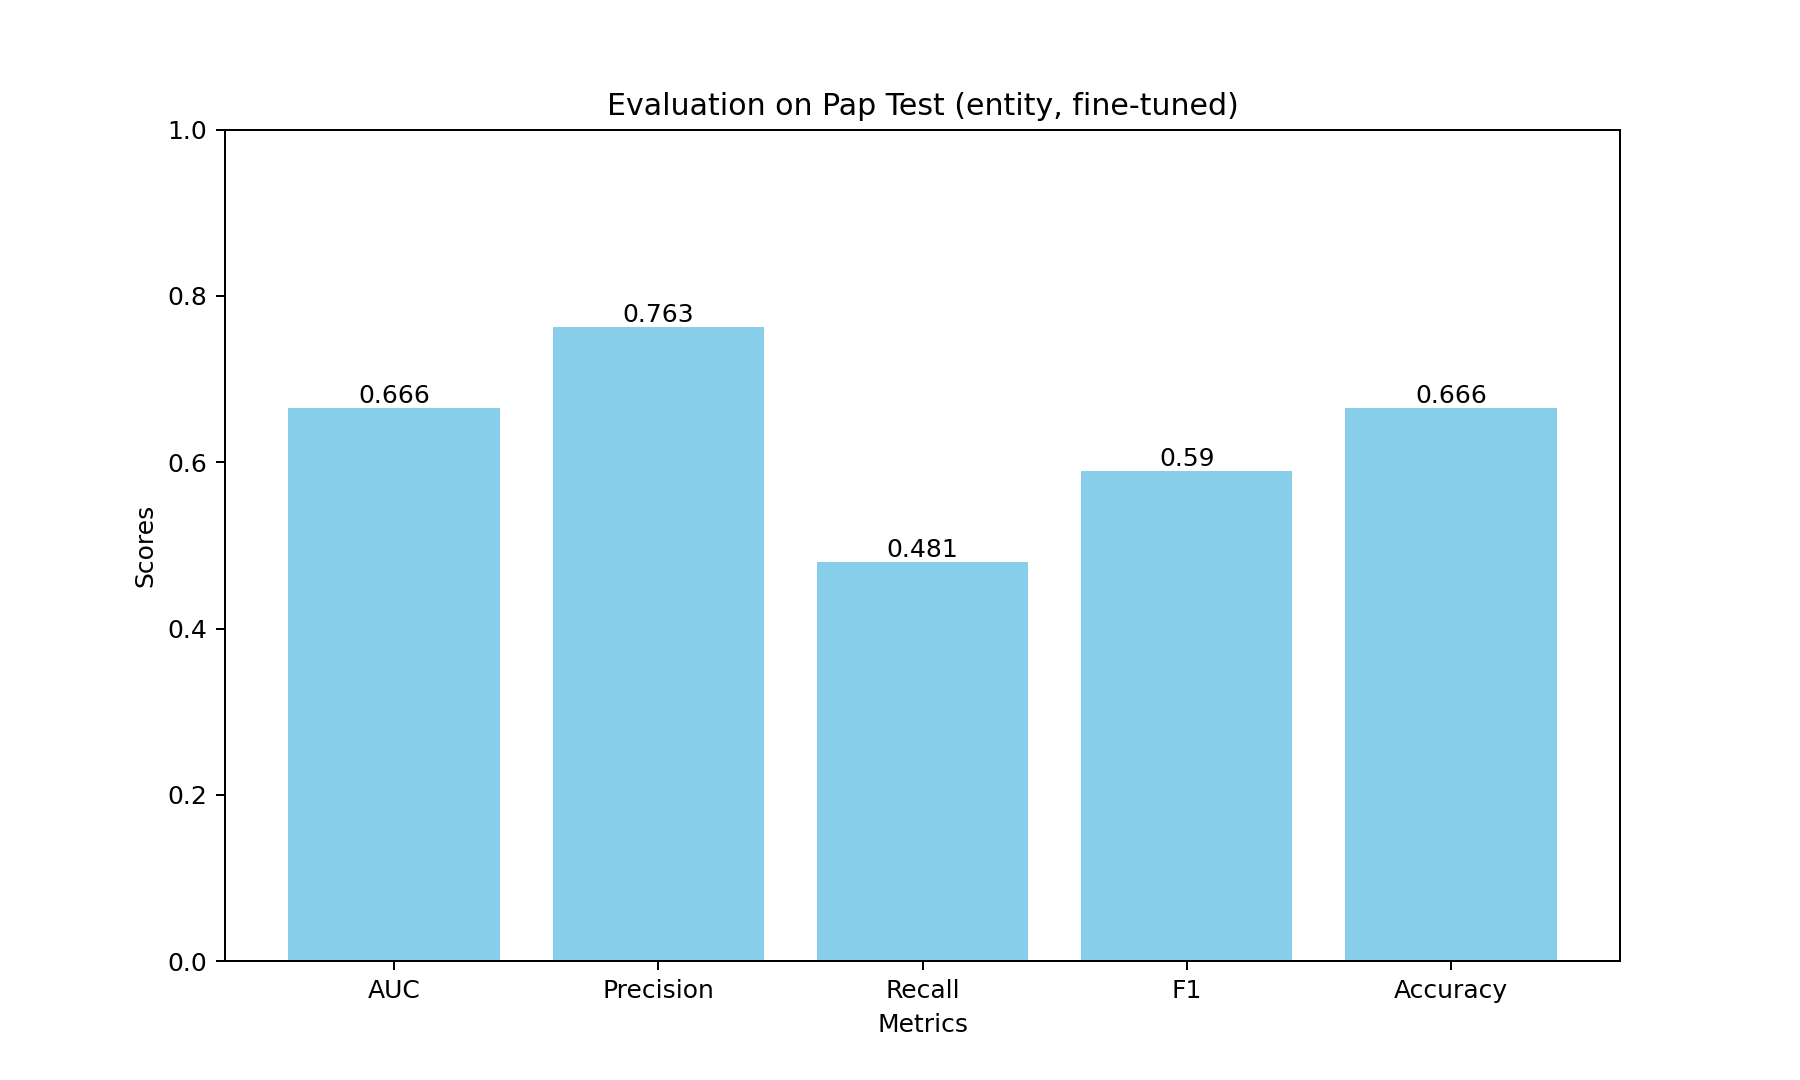 Evaluation on Pap Test (entity, fine-tuned)
1.0
0.8
0.6
0.4
0.2
0.0
Scores
0.666
0.763
0.481
0.59
0.666
AUC
Precision
Recall
F1
Accuracy
Metrics